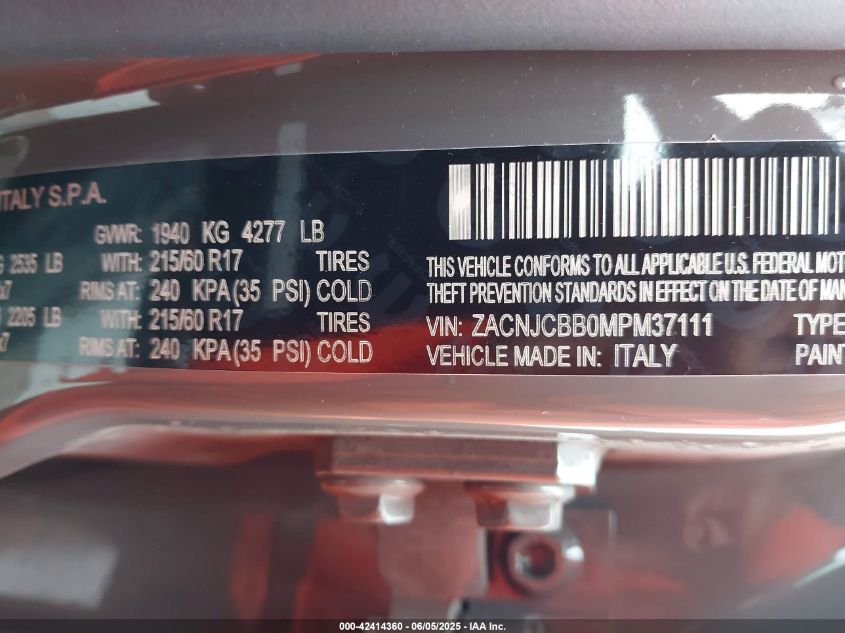 ITALY S.P.A.
GVWR: 1940 KG 4277 LB
G 2535 LB WITH: 215/60 R17 TIRES
RIMS AT: 240 KPA(35 PSI) COLD
2205 LB WITH: 215/60 R17 TIRES
RIMS AT: 240 KPA(35 PSI) COLD
THIS VEHICLE CONFORMS TO ALL APPLICABLE U.S. FEDERAL MOT
THEFT PREVENTION STANDARDS IN EFFECT ON THE DATE OF MAN
VIN: ZACNJCBB0MPM37111 TYPE
VEHICLE MADE IN: ITALY PAINT
000-42414360 - 06/05/2025 - IAA Inc.